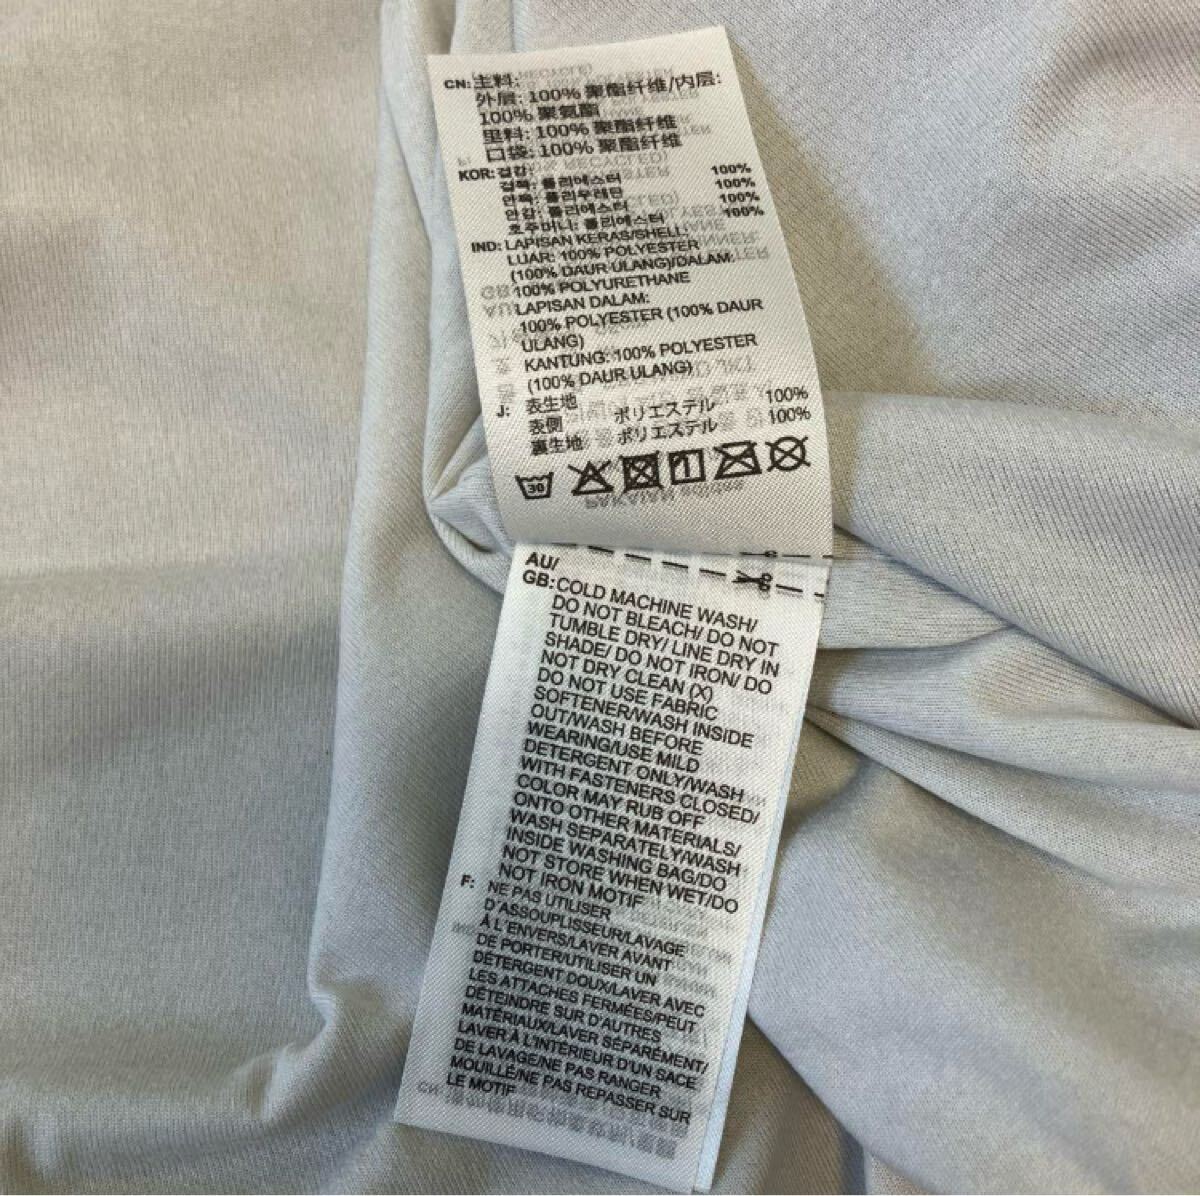 CN: 主料:
外层: 100% 聚酯纤维/内层:
100% 聚氨酯
里料: 100% 聚酯纤维
口袋: 100% 聚酯纤维
KOR: 겉감:
겉쪽: 폴리에스터 100%
안쪽: 폴리우레탄 100%
안감: 폴리에스터 100%
호주머니: 폴리에스터 100%
IND: LAPISAN KERAS/SHELL:
LUAR: 100% POLYESTER
(100% DAUR ULANG)/DALAM:
100% POLYURETHANE
LAPISAN DALAM:
100% POLYESTER (100% DAUR
ULANG)
KANTUNG: 100% POLYESTER
(100% DAUR ULANG)
J: 表生地
表側 ポリエステル 100%
裏生地 ポリエステル 100%
30
AU/
GB: COLD MACHINE WASH/
DO NOT BLEACH/ DO NOT
TUMBLE DRY/ LINE DRY IN
SHADE/ DO NOT IRON/ DO
NOT DRY CLEAN (X)
DO NOT USE FABRIC
SOFTENER/WASH INSIDE
OUT/WASH BEFORE
WEARING/USE MILD
DETERGENT ONLY/WASH
WITH FASTENERS CLOSED/
COLOR MAY RUB OFF
ONTO OTHER MATERIALS/
WASH SEPARATELY/WASH
INSIDE WASHING BAG/DO
NOT STORE WHEN WET/DO
NOT IRON MOTIF
F: NE PAS UTILISER
D'ASSOUPLISSEUR/LAVAGE
À L'ENVERS/LAVER AVANT
DE PORTER/UTILISER UN
DÉTERGENT DOUX/LAVER AVEC
LES ATTACHES FERMÉES/PEUT
DÉTEINDRE SUR D'AUTRES
MATÉRIAUX/LAVER SÉPARÉMENT/
LAVER À L'INTÉRIEUR D'UN SACE
DE LAVAGE/NE PAS RANGER
MOUILLÉ/NE PAS REPASSER SUR
LE MOTIF